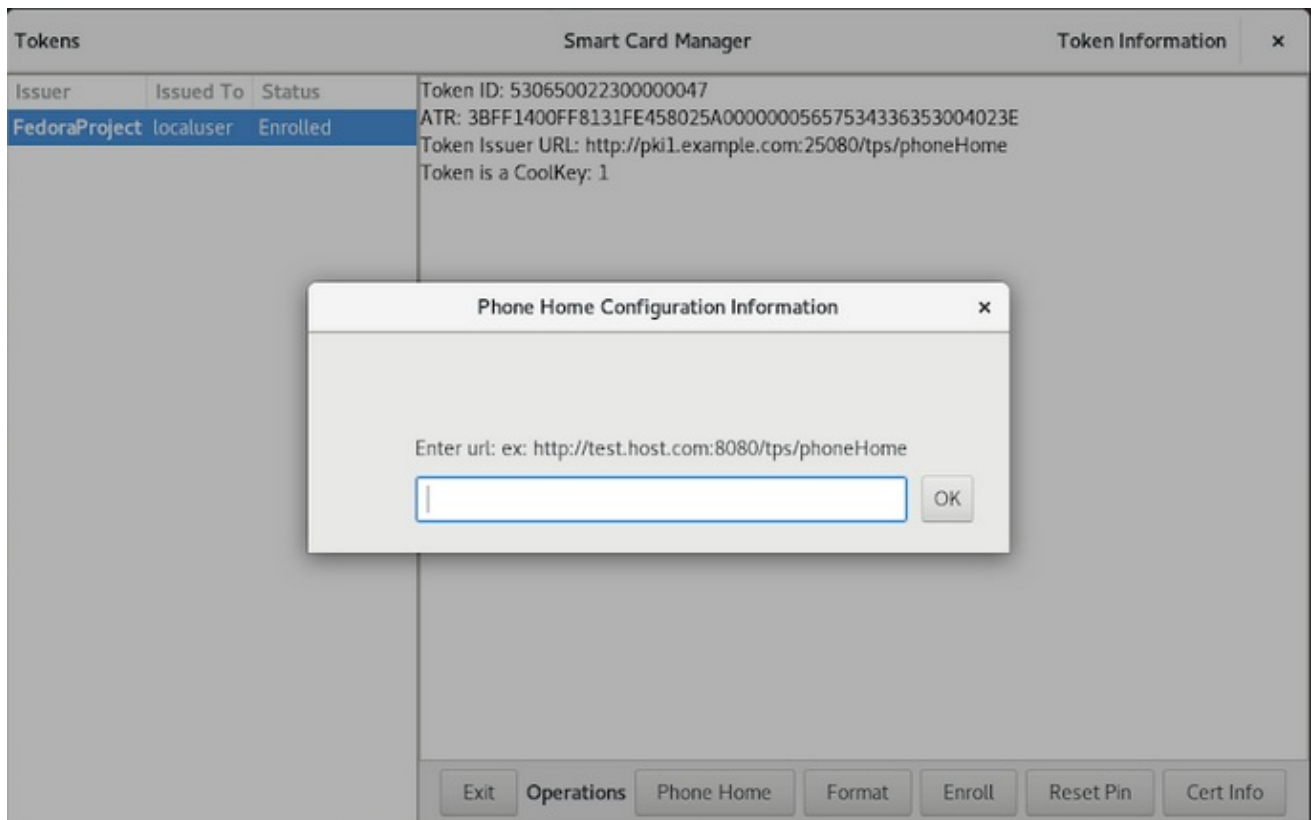 Tokens Smart Card Manager Token Information ×
Issuer Issued To Status
FedoraProject localuser Enrolled
Token ID: 530650022300000047
ATR: 3BFF1400FF8131FE458025A000000056575343363530040​23E
Token Issuer URL: http://pki1.example.com:25080/tps/phoneHome
Token is a CoolKey: 1
Phone Home Configuration Information ×
Enter url: ex: http://test.host.com:8080/tps/phoneHome
OK
Exit Operations Phone Home Format Enroll Reset Pin Cert Info